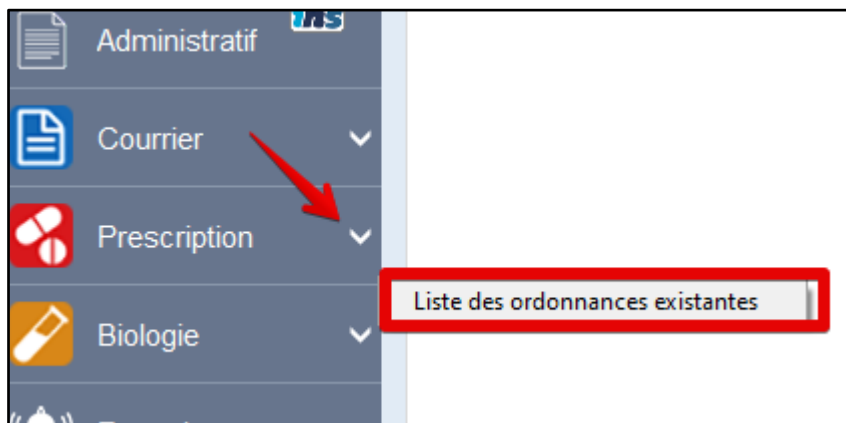 Administratif
Courrier
Prescription
Liste des ordonnances existantes
Biologie